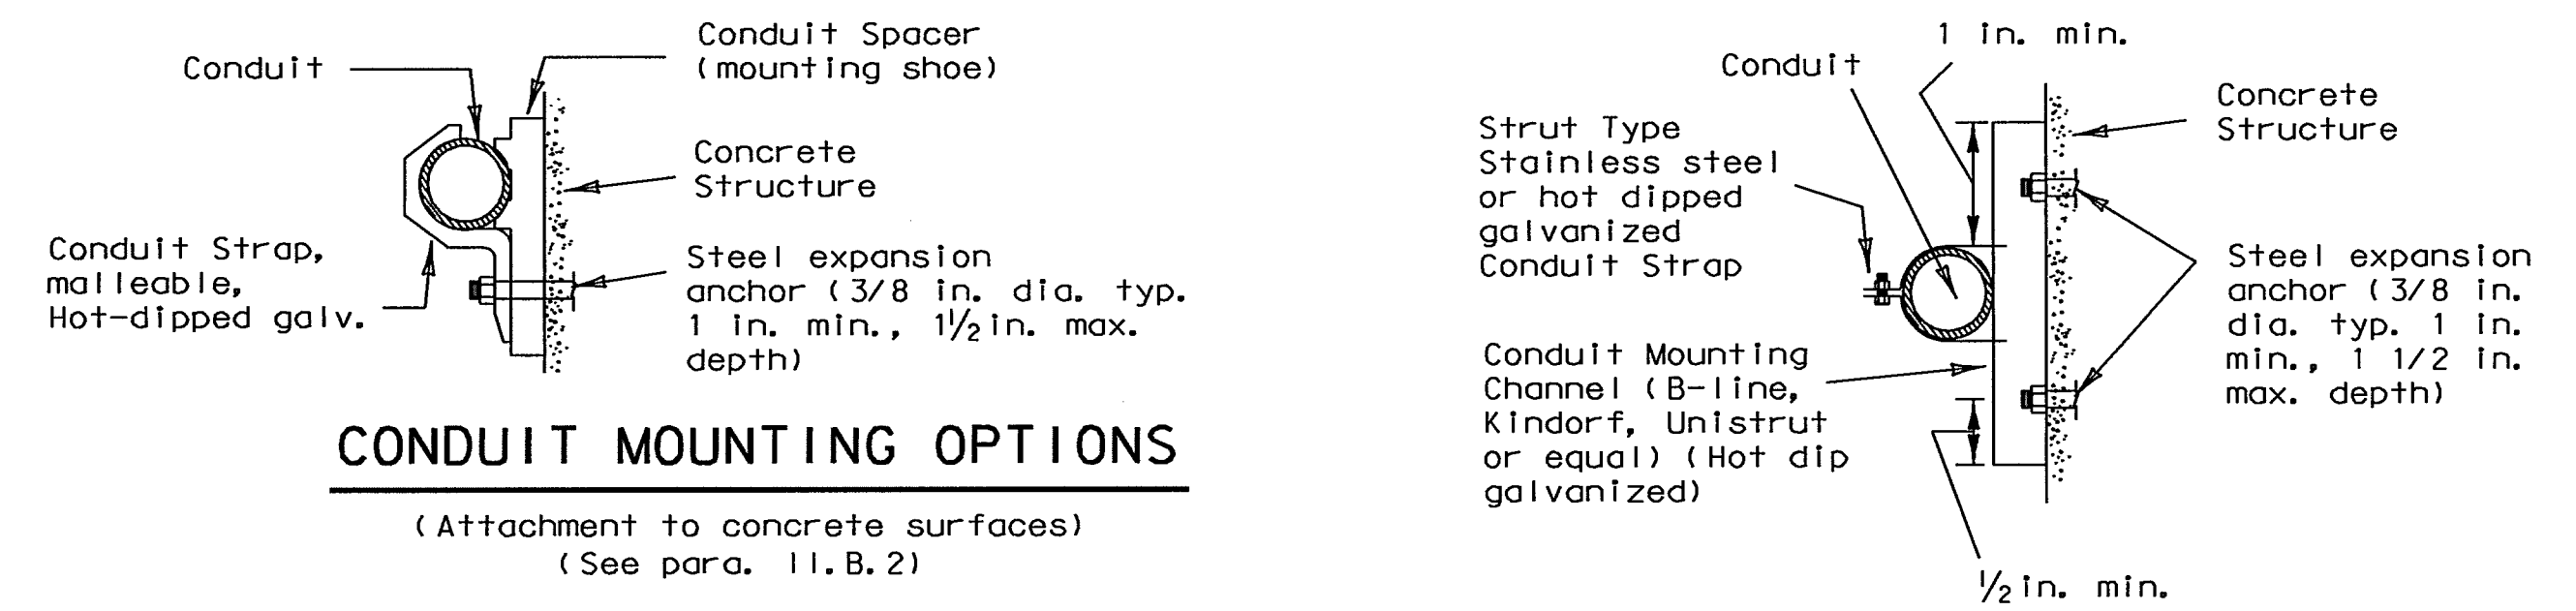 Conduit
Conduit Spacer
(mounting shoe)
Concrete
Structure
Conduit Strap,
malleable,
Hot-dipped galv.
Steel expansion
anchor (3/8 in. dia. typ.
1 in. min., 1½ in. max.
depth)
CONDUIT MOUNTING OPTIONS
(Attachment to concrete surfaces)
(See para. II.B.2)
1 in. min.
Conduit
Concrete
Structure
Strut Type
Stainless steel
or hot dipped
galvanized
Conduit Strap
Steel expansion
anchor (3/8 in.
dia. typ. 1 in.
min., 1 1/2 in.
max. depth)
Conduit Mounting
Channel (B-line,
Kindorf, Unistrut
or equal) (Hot dip
galvanized)
½ in. min.